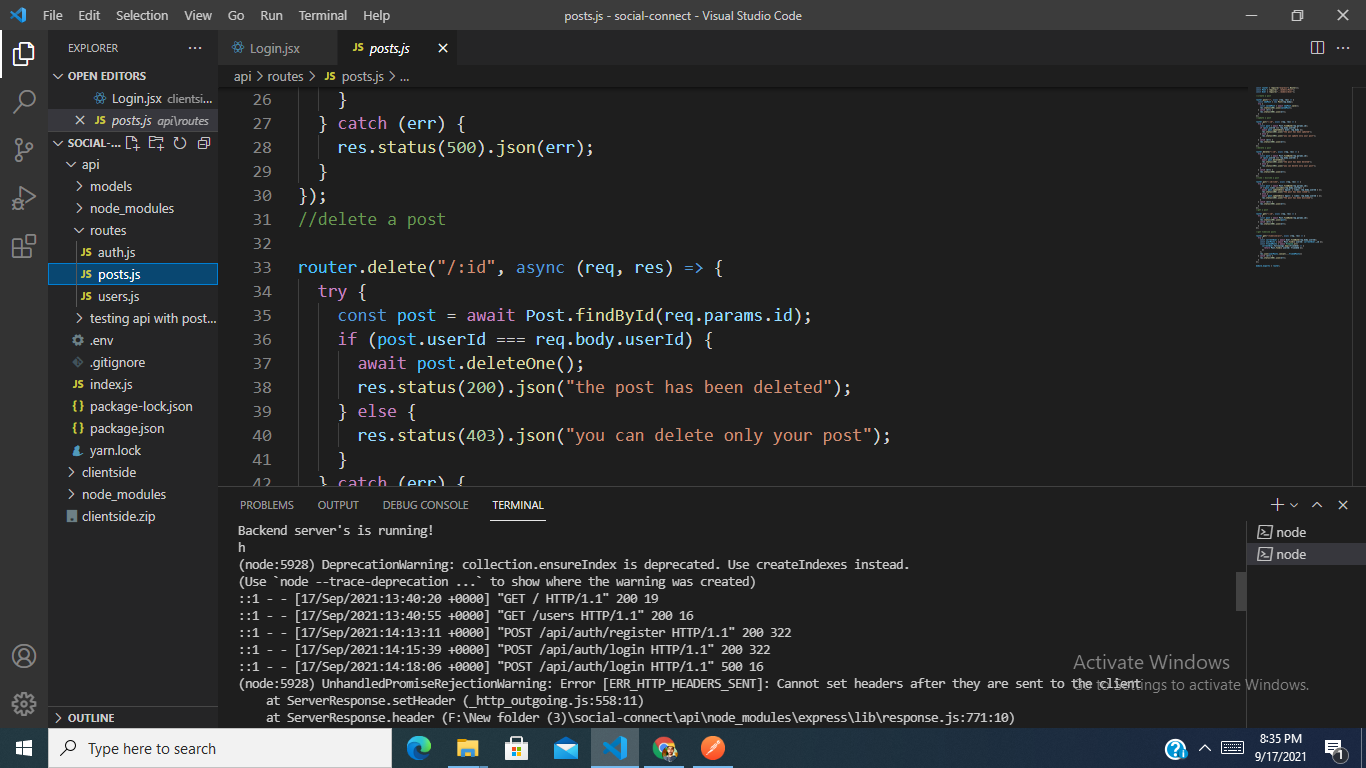 File Edit Selection View Go Run Terminal Help posts.js - social-connect - Visual Studio Code
EXPLORER
OPEN EDITORS
Login.jsx clientsi...
JS posts.js api\routes
SOCIAL-...
api
models
node_modules
routes
JS auth.js
JS posts.js
JS users.js
testing api with post...
.env
.gitignore
JS index.js
{} package-lock.json
{} package.json
yarn.lock
clientside
node_modules
clientside.zip
OUTLINE
Login.jsx JS posts.js
api > routes > JS posts.js > ...
26 }
27 } catch (err) {
28 res.status(500).json(err);
29 }
30 });
31 //delete a post
32
33 router.delete("/:id", async (req, res) => {
34 try {
35 const post = await Post.findById(req.params.id);
36 if (post.userId === req.body.userId) {
37 await post.deleteOne();
38 res.status(200).json("the post has been deleted");
39 } else {
40 res.status(403).json("you can delete only your post");
41 }
42 } catch (err) {
PROBLEMS OUTPUT DEBUG CONSOLE TERMINAL
Backend server's is running!
h
(node:5928) DeprecationWarning: collection.ensureIndex is deprecated. Use createIndexes instead.
(Use `node --trace-deprecation ...` to show where the warning was created)
::1 - - [17/Sep/2021:13:40:20 +0000] "GET / HTTP/1.1" 200 19
::1 - - [17/Sep/2021:13:40:55 +0000] "GET /users HTTP/1.1" 200 16
::1 - - [17/Sep/2021:14:13:11 +0000] "POST /api/auth/register HTTP/1.1" 200 322
::1 - - [17/Sep/2021:14:15:39 +0000] "POST /api/auth/login HTTP/1.1" 200 322
::1 - - [17/Sep/2021:14:18:06 +0000] "POST /api/auth/login HTTP/1.1" 500 16
(node:5928) UnhandledPromiseRejectionWarning: Error [ERR_HTTP_HEADERS_SENT]: Cannot set headers after they are sent to the client
at ServerResponse.setHeader (_http_outgoing.js:558:11)
at ServerResponse.header (F:\New folder (3)\social-connect\api\node_modules\express\lib\response.js:771:10)
node
node
Activate Windows
Go to Settings to activate Windows.
Type here to search
8:35 PM
9/17/2021
1